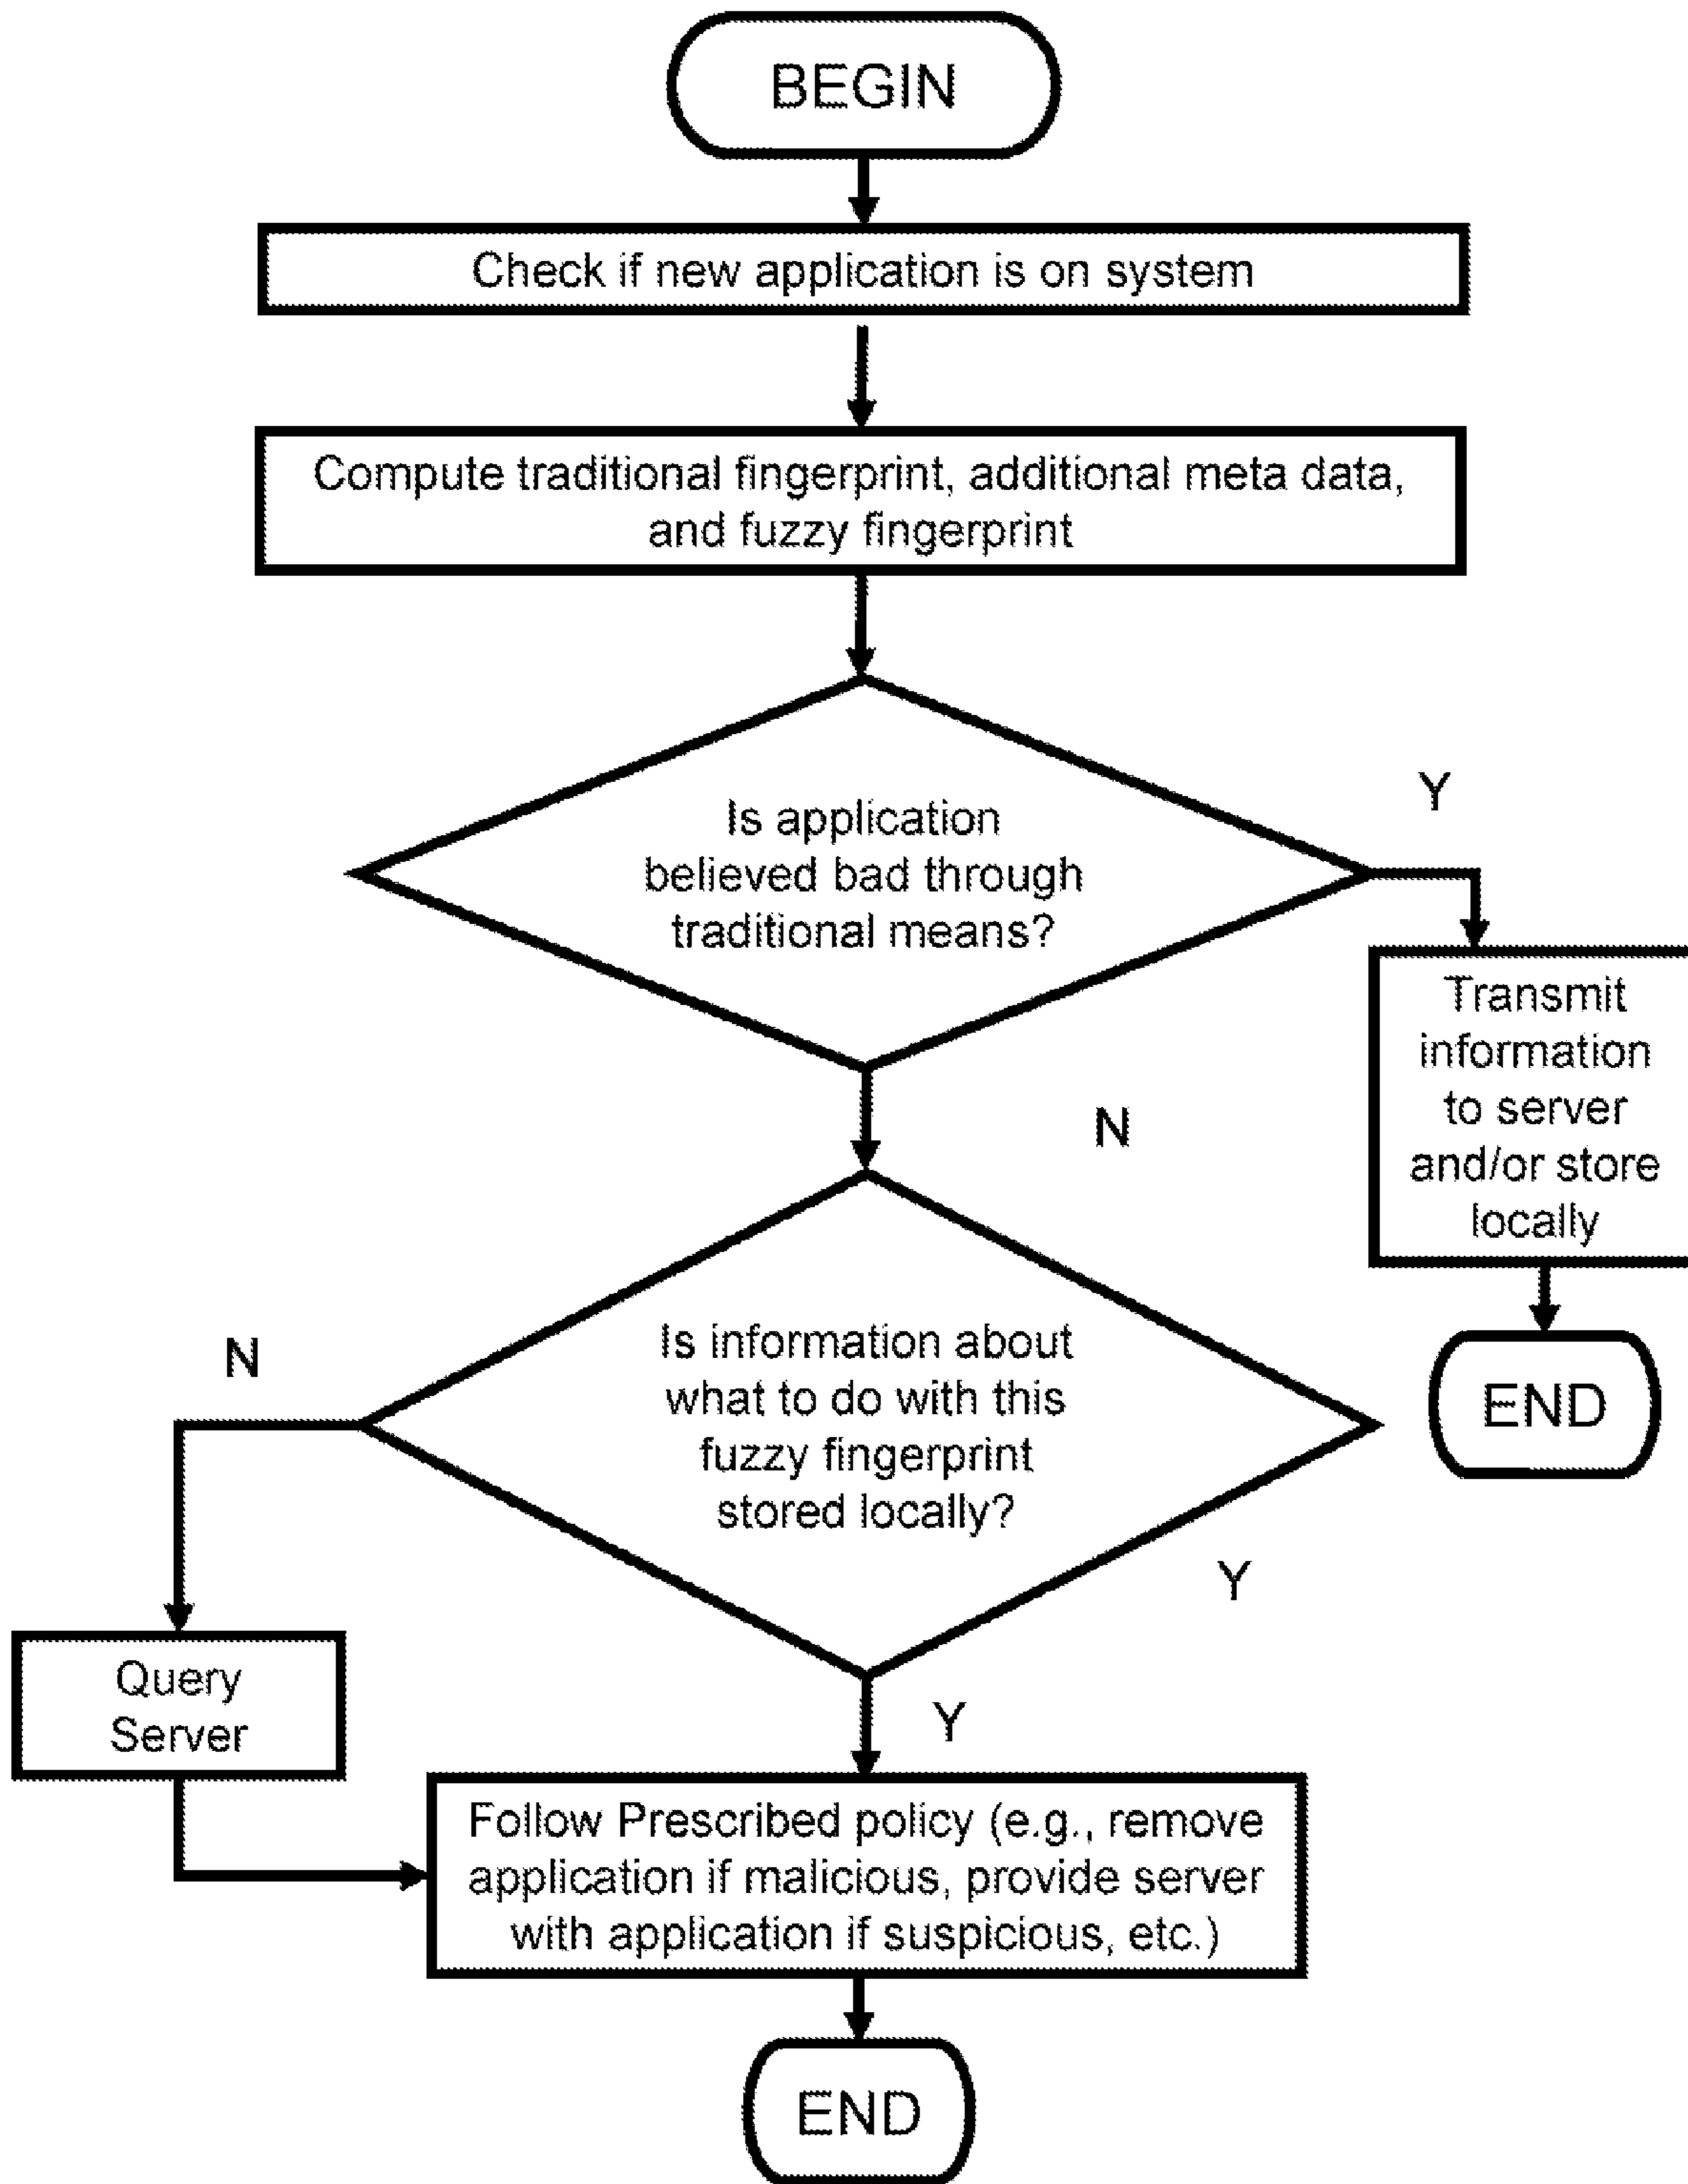 BEGIN
Check if new application is on system
Compute traditional fingerprint, additional meta data,
and fuzzy fingerprint
Is application
believed bad through
traditional means?
Y
Transmit
information
to server
and/or store
locally
END
N
Is information about
what to do with this
fuzzy fingerprint
stored locally?
N
Y
Query
Server
Y
Follow Prescribed policy (e.g., remove
application if malicious, provide server
with application if suspicious, etc.)
END